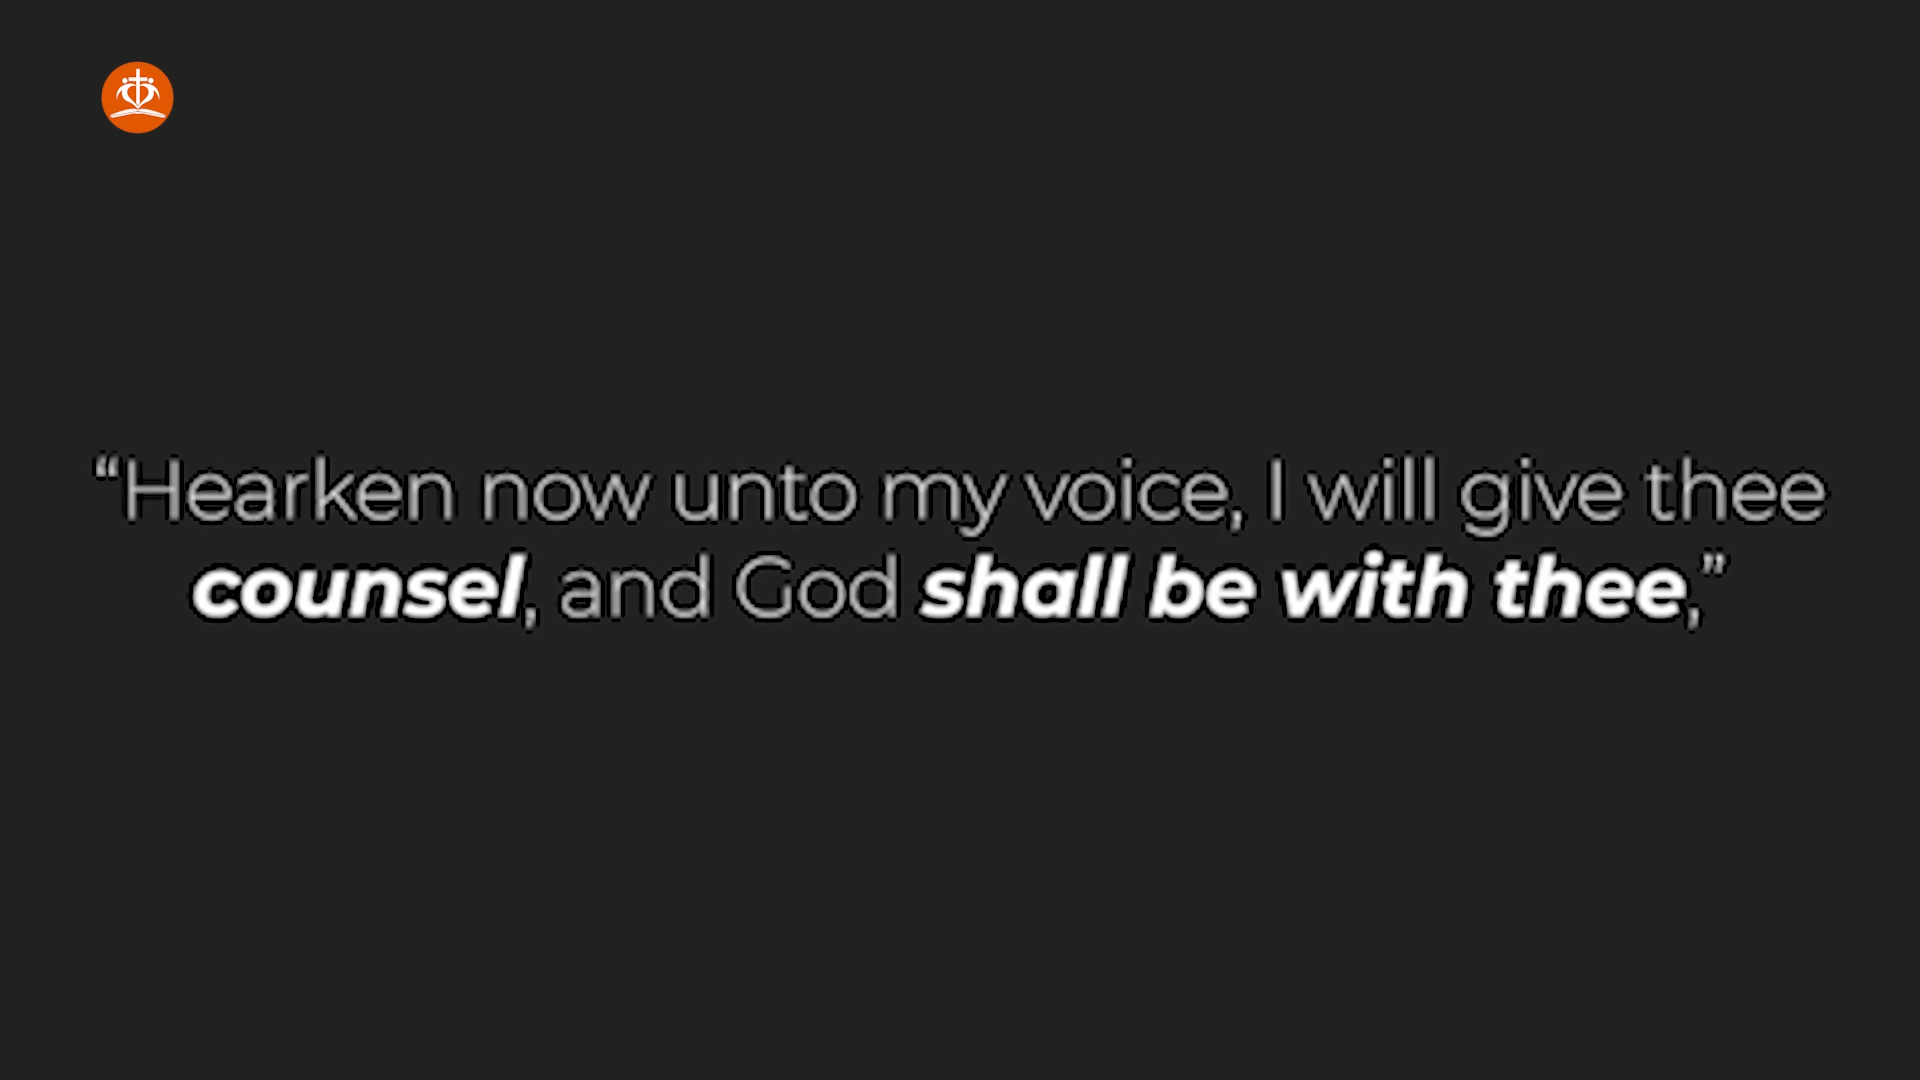 “Hearken now unto my voice, I will give thee
counsel, and God shall be with thee,”